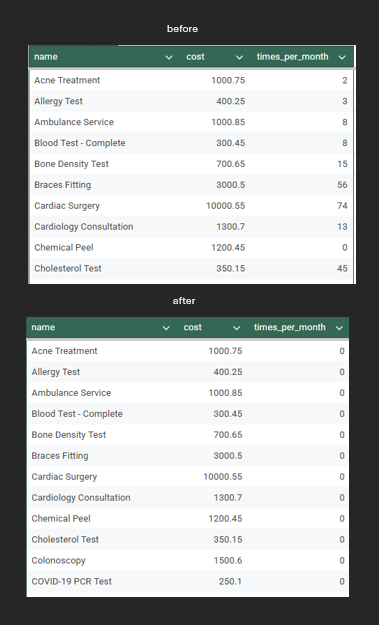 before
name cost times_per_month
Acne Treatment 1000.75 2
Allergy Test 400.25 3
Ambulance Service 1000.85 8
Blood Test - Complete 300.45 8
Bone Density Test 700.65 15
Braces Fitting 3000.5 56
Cardiac Surgery 10000.55 74
Cardiology Consultation 1300.7 13
Chemical Peel 1200.45 0
Cholesterol Test 350.15 45
after
name cost times_per_month
Acne Treatment 1000.75 0
Allergy Test 400.25 0
Ambulance Service 1000.85 0
Blood Test - Complete 300.45 0
Bone Density Test 700.65 0
Braces Fitting 3000.5 0
Cardiac Surgery 10000.55 0
Cardiology Consultation 1300.7 0
Chemical Peel 1200.45 0
Cholesterol Test 350.15 0
Colonoscopy 1500.6 0
COVID-19 PCR Test 250.1 0